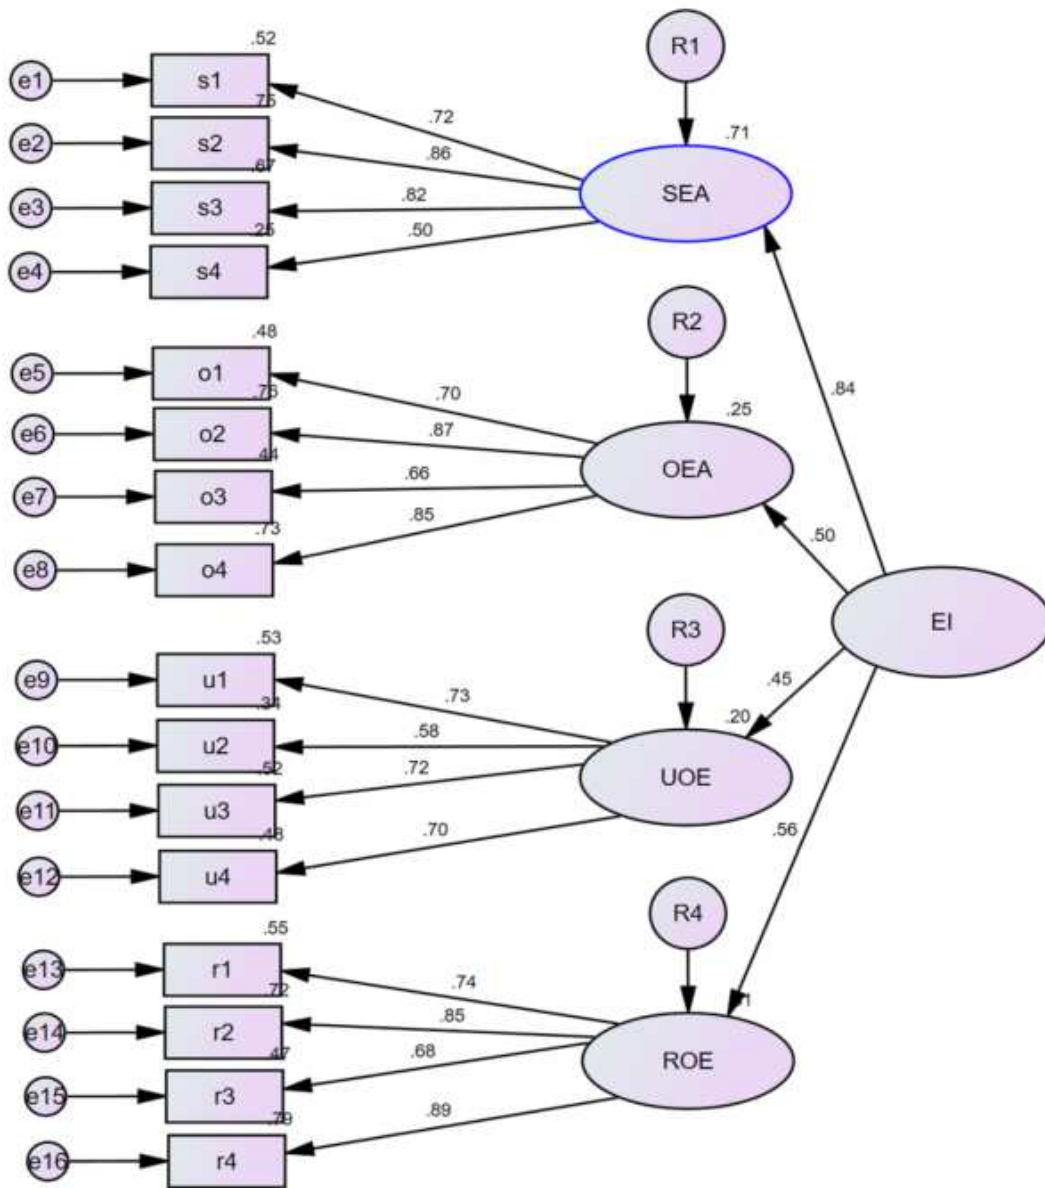 .52
R1
e1
s1
.75
.72
.71
e2
s2
.86
SEA
.67
e3
s3
.82
.25
.50
e4
s4
R2
.48
e5
o1
.76
.70
.84
.25
e6
o2
.87
OEA
.44
e7
o3
.66
.73
.85
.50
e8
o4
R3
EI
.53
e9
u1
.34
.73
.45
.20
e10
u2
.58
UOE
.52
e11
u3
.72
.48
.70
.56
e12
u4
R4
.55
e13
r1
.72
.74
e14
r2
.85
ROE
.47
e15
r3
.68
.79
.89
e16
r4